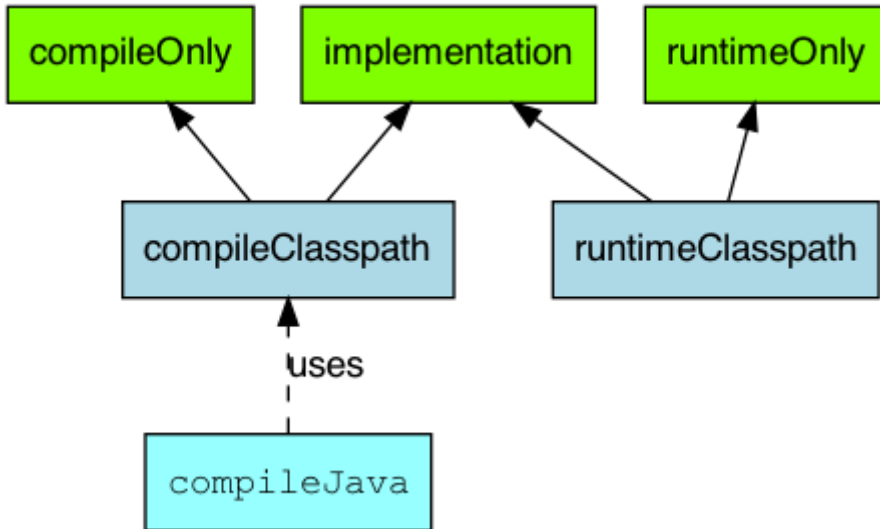 compileOnly
implementation
runtimeOnly
compileClasspath
runtimeClasspath
uses
compileJava